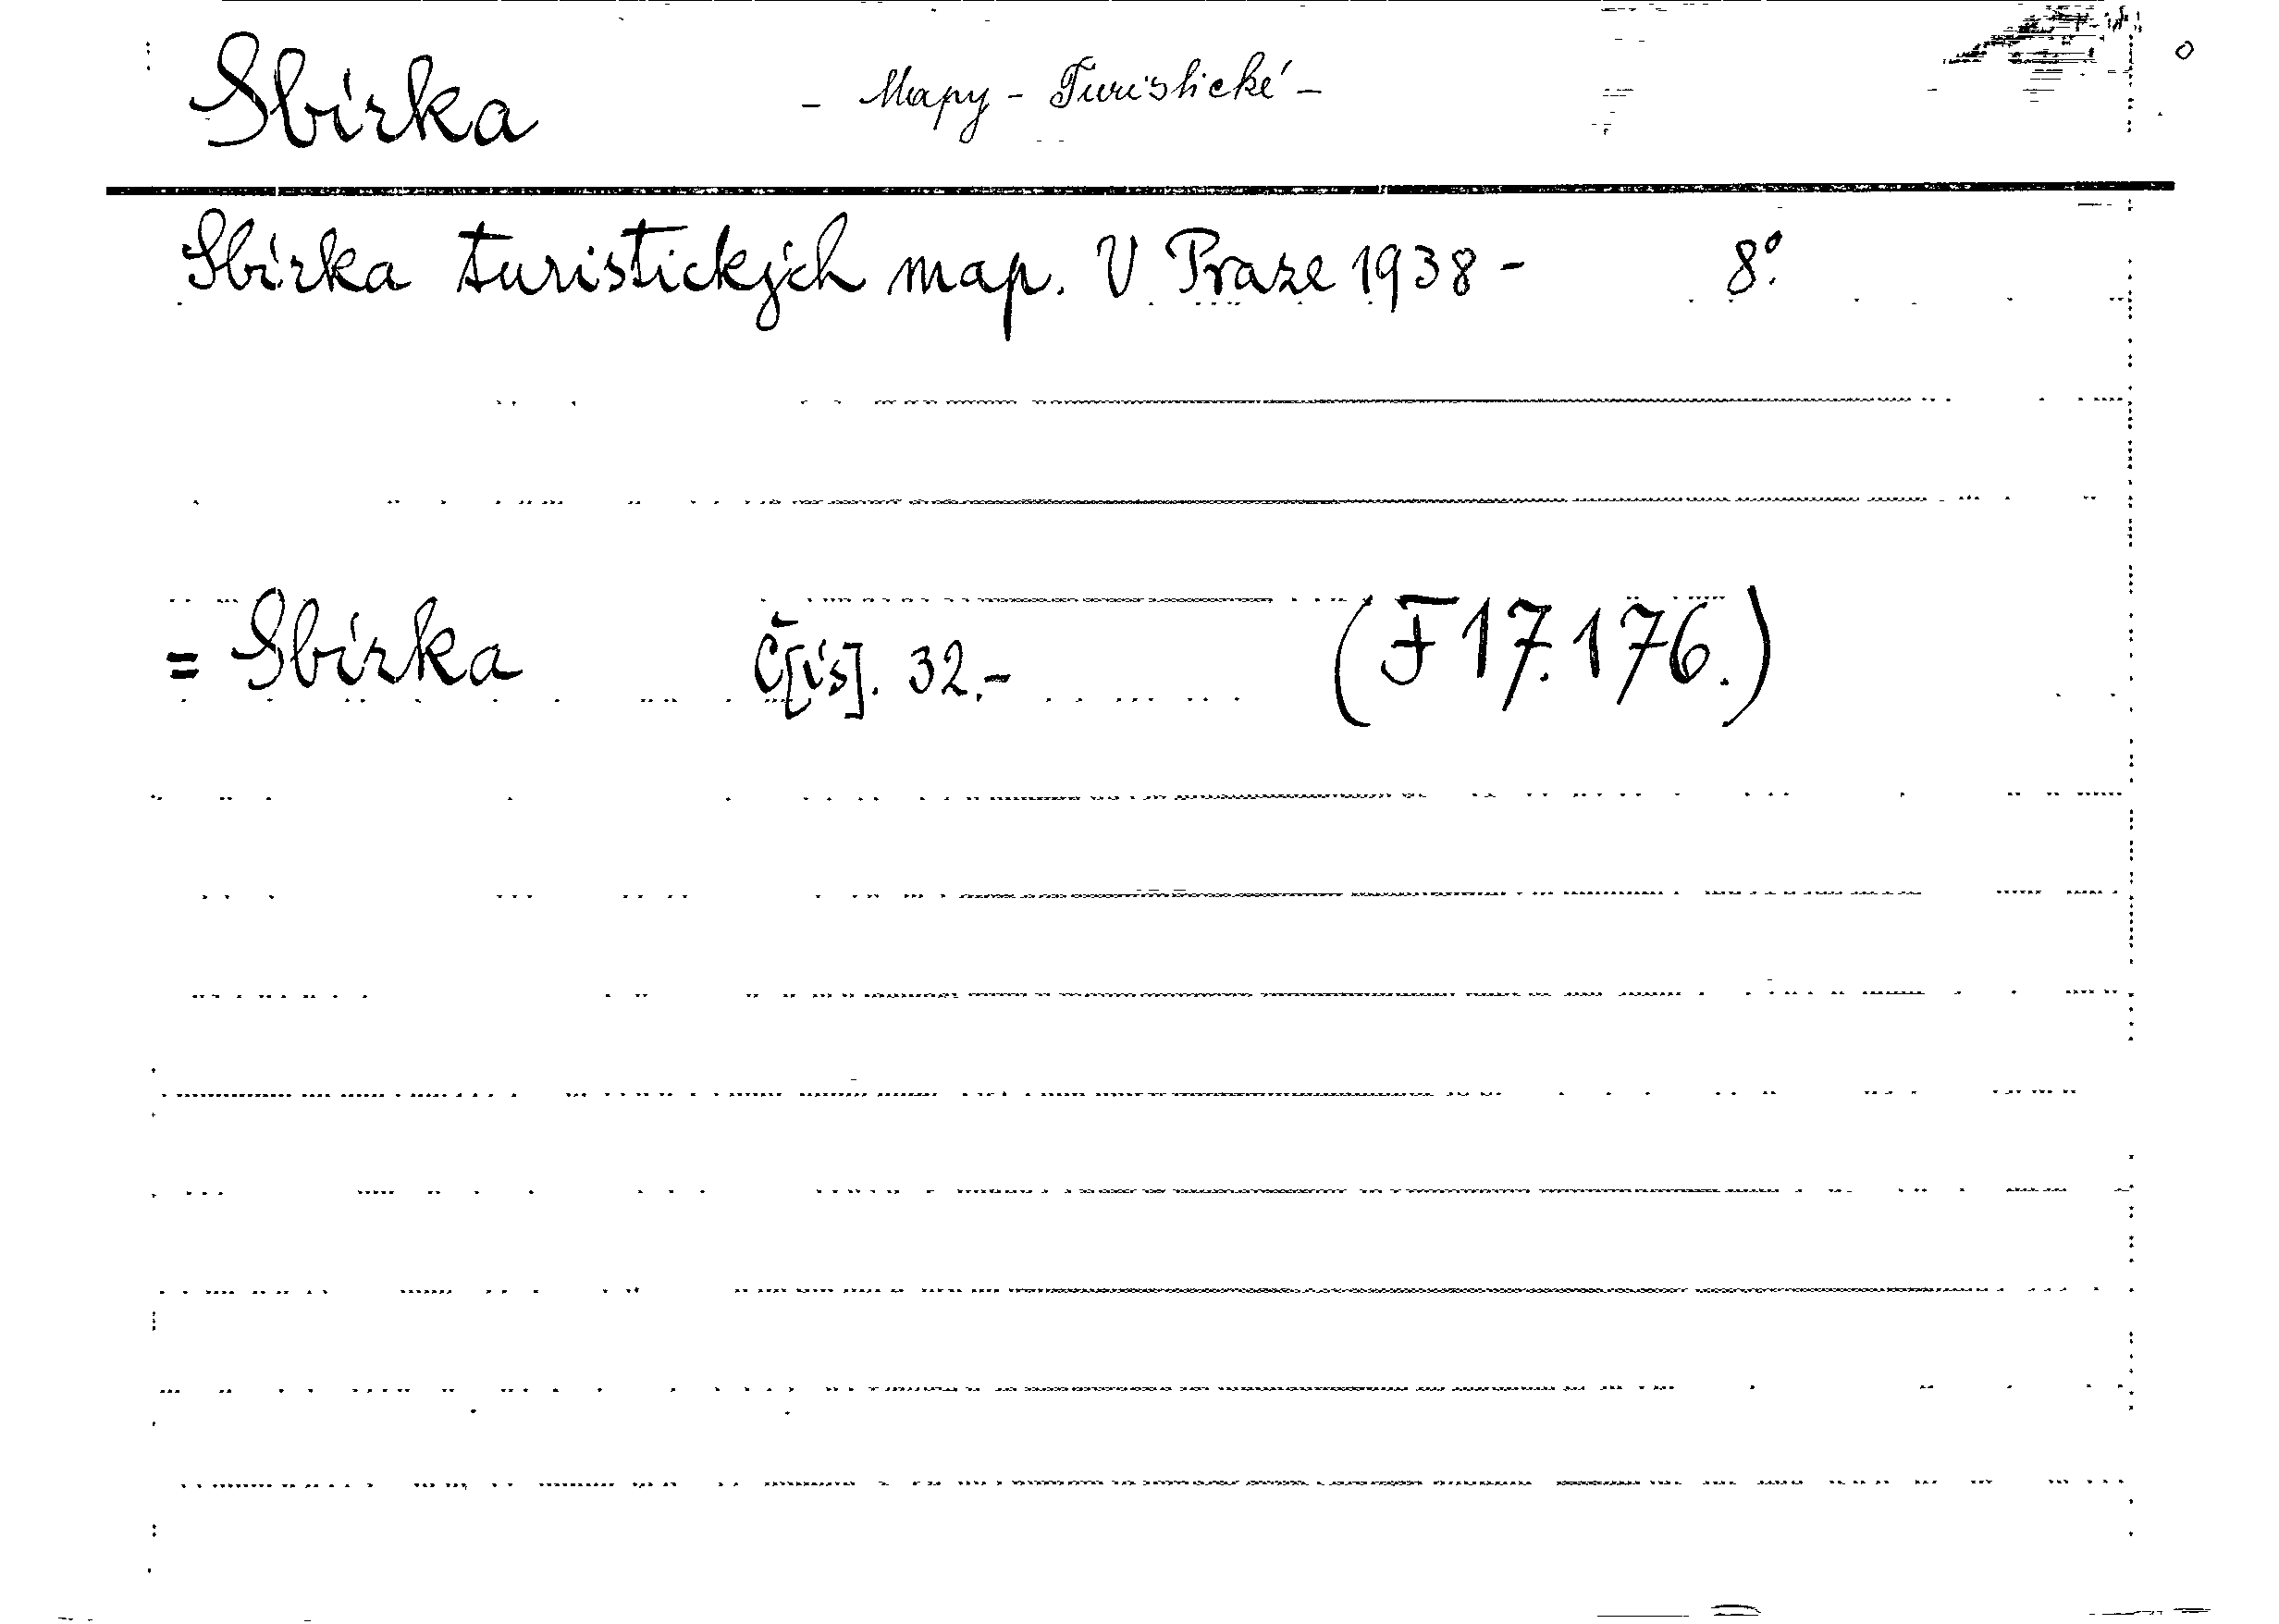 Sbírka - Mapy - Turistické -
Sbírka turistických map. V Praze 1938 - 8°.
= Sbírka Č[ís]. 32.- (F 17.176.)